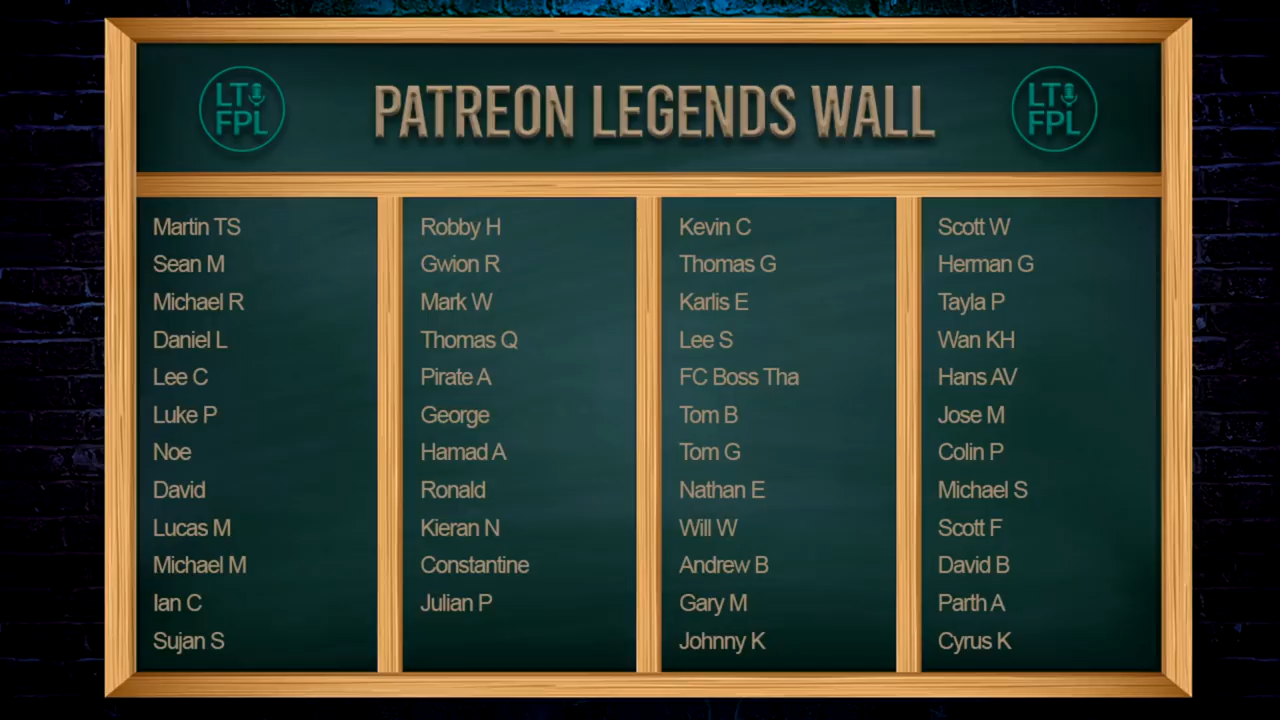 LT
FPL
PATREON LEGENDS WALL
LT
FPL
Martin TS
Sean M
Michael R
Daniel L
Lee C
Luke P
Noe
David
Lucas M
Michael M
Ian C
Sujan S
Robby H
Gwion R
Mark W
Thomas Q
Pirate A
George
Hamad A
Ronald
Kieran N
Constantine
Julian P
Kevin C
Thomas G
Karlis E
Lee S
FC Boss Tha
Tom B
Tom G
Nathan E
Will W
Andrew B
Gary M
Johnny K
Scott W
Herman G
Tayla P
Wan KH
Hans AV
Jose M
Colin P
Michael S
Scott F
David B
Parth A
Cyrus K